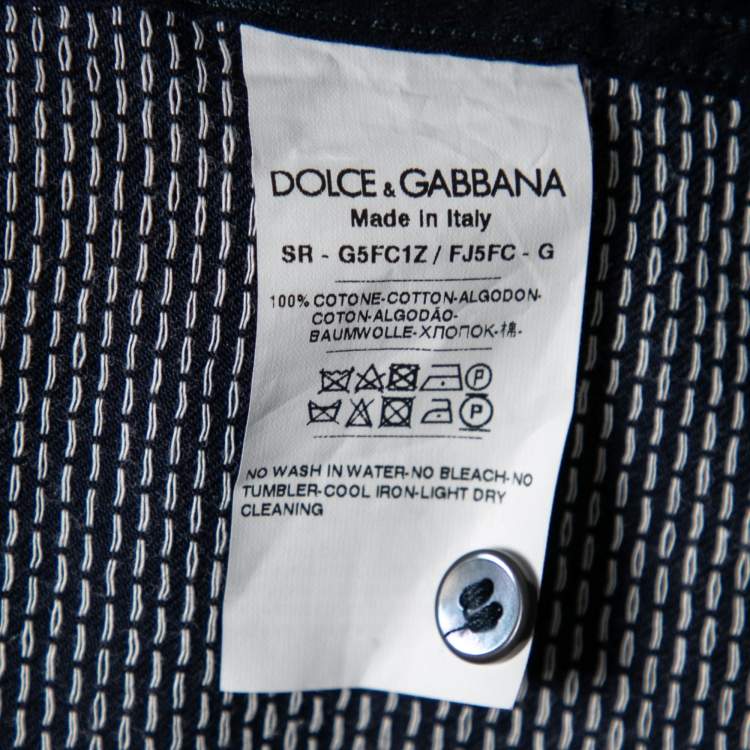 DOLCE & GABBANA
Made in Italy
SR - G5FC1Z / FJ5FC - G
100% COTONE-COTTON-ALGODON-
COTON-ALGODÃO-
BAUMWOLLE-ХЛОПОК-棉-
P
P
NO WASH IN WATER-NO BLEACH-NO
TUMBLER-COOL IRON-LIGHT DRY
CLEANING